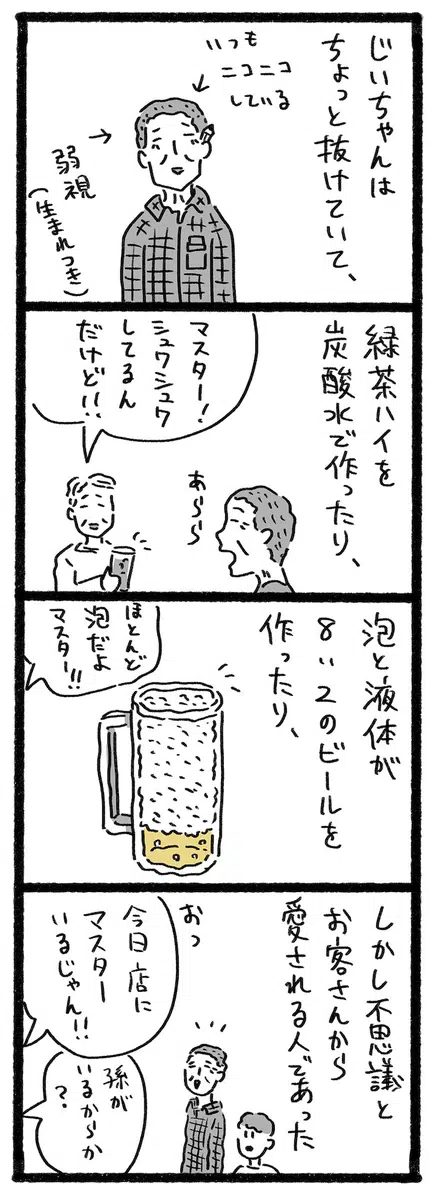 じいちゃんは
ちょっと抜けていて、
いつも
ニコニコ
している
弱視
(生まれつき)
緑茶ハイを
炭酸水で作ったり、
マスター!
シュワシュワ
してるん
だけど!!
あらら
泡と液体が
8:2のビールを
作ったり、
ほとんど
泡だよ
マスター!!
しかし不思議と
お客さんから
愛される人であった
おっ
今日店に
マスター
いるじゃん!!
孫が
いるからか
?